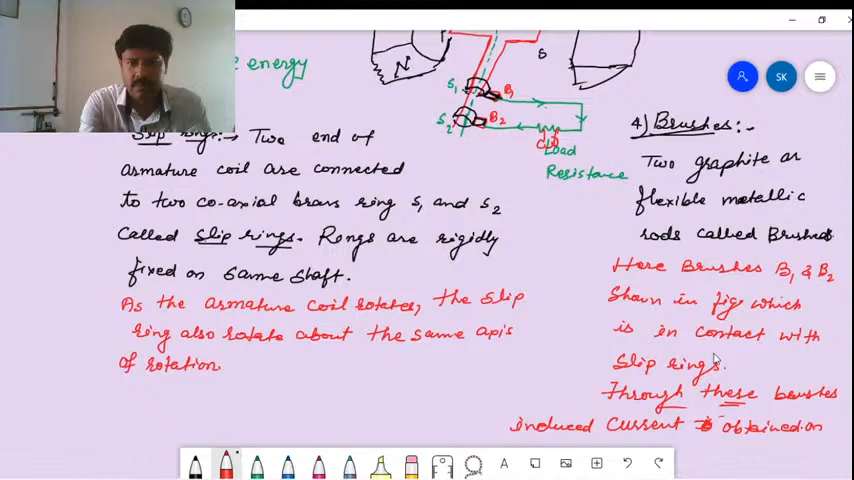 energy
N
S
S1
B1
S2
B2
Load
Resistance
Slip rings:→ Two end of
armature coil are connected
to two co-axial brass ring S1 and S2
called slip rings. Rings are rigidly
fixed on same shaft.
As the armature coil rotates, the slip
ring also rotate about the same axis
of rotation.
4) Brushes:-
Two graphite or
flexible metallic
rods called Brushes
Here Brushes B1 & B2
Shown in fig. which
is in contact with
slip rings.
Through these brushes
induced current is obtained on
SK
A